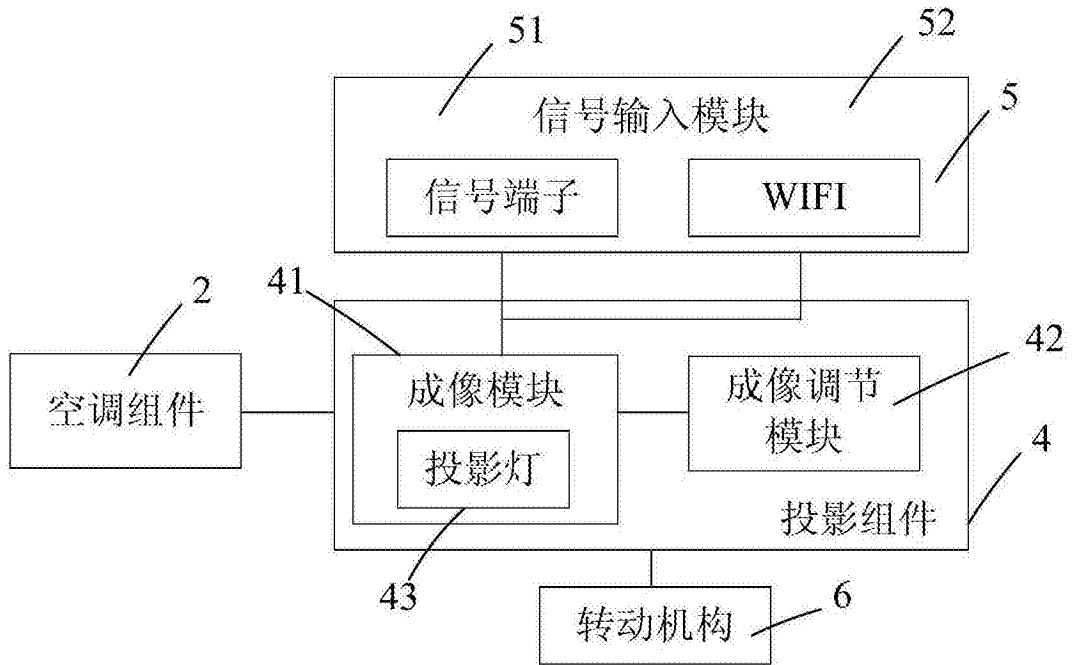 51
52
5
信号输入模块
信号端子
WIFI
2
41
42
空调组件
成像模块
成像调节
模块
投影灯
4
投影组件
43
6
转动机构